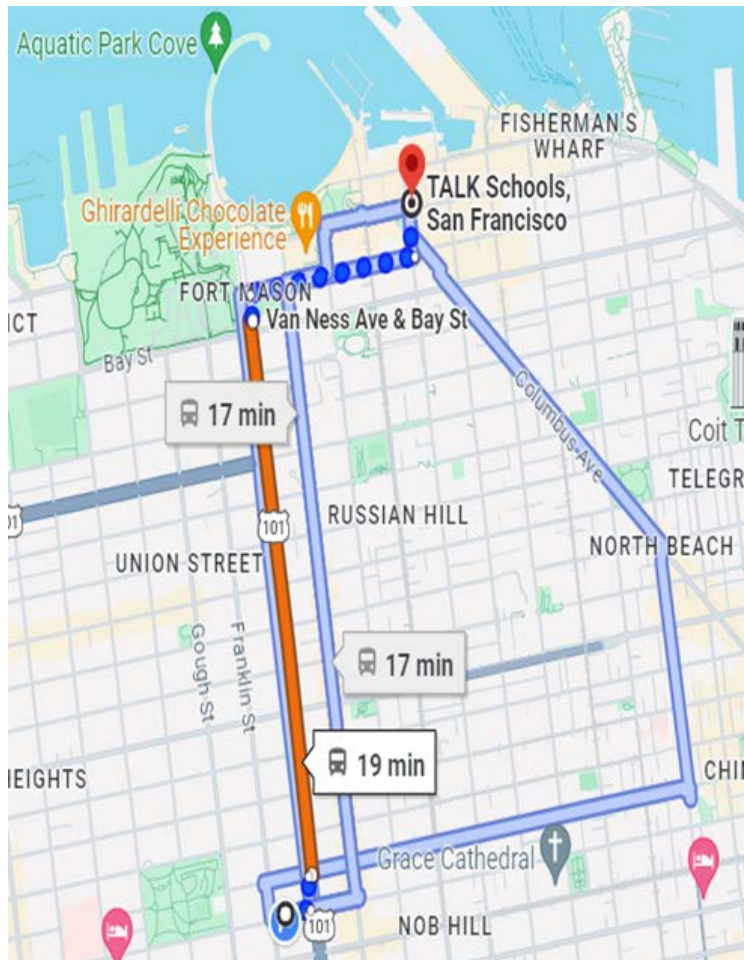 Aquatic Park Cove
FISHERMAN'S
WHARF
TALK Schools,
San Francisco
Ghirardelli Chocolate
Experience
FORT MASON
ICT
Van Ness Ave & Bay St
Bay St
17 min
Columbus Ave
Coit T
TELEGR
RUSSIAN HILL
101
01
NORTH BEACH
UNION STREET
Gough St
Franklin St
17 min
19 min
HEIGHTS
CHI
Grace Cathedral
101
NOB HILL